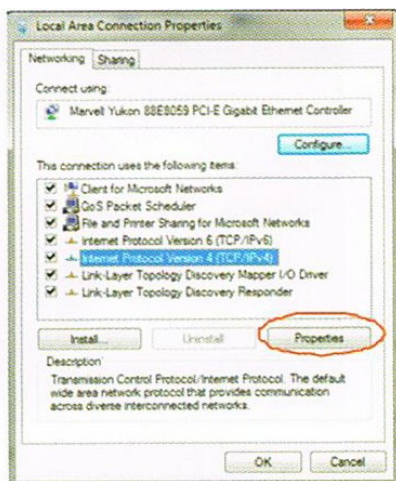 Local Area Connection Properties
Networking Sharing
Connect using:
Marvell Yukon 88E8059 PCI-E Gigabit Ethernet Controller
Configure...
This connection uses the following items:
Client for Microsoft Networks
QoS Packet Scheduler
File and Printer Sharing for Microsoft Networks
Internet Protocol Version 6 (TCP/IPv6)
Internet Protocol Version 4 (TCP/IPv4)
Link-Layer Topology Discovery Mapper I/O Driver
Link-Layer Topology Discovery Responder
Install... Uninstall Properties
Description
Transmission Control Protocol/Internet Protocol. The default
wide area network protocol that provides communication
across diverse interconnected networks.
OK Cancel